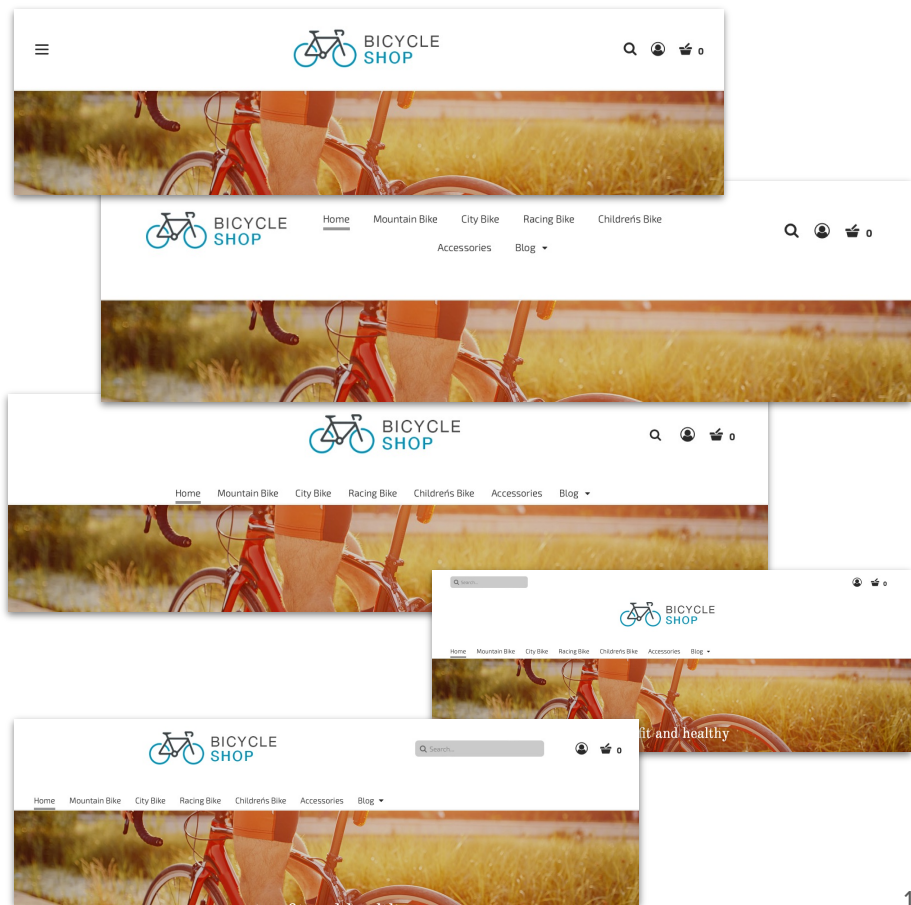 BICYCLE
SHOP
0
BICYCLE
SHOP
Home Mountain Bike City Bike Racing Bike Childreńs Bike
Accessories Blog
0
BICYCLE
SHOP
0
Home Mountain Bike City Bike Racing Bike Childreńs Bike Accessories Blog
Search...
0
BICYCLE
SHOP
Home Mountain Bike City Bike Racing Bike Childreńs Bike Accessories Blog
fit and healthy
BICYCLE
SHOP
Search...
0
Home Mountain Bike City Bike Racing Bike Childreńs Bike Accessories Blog
1